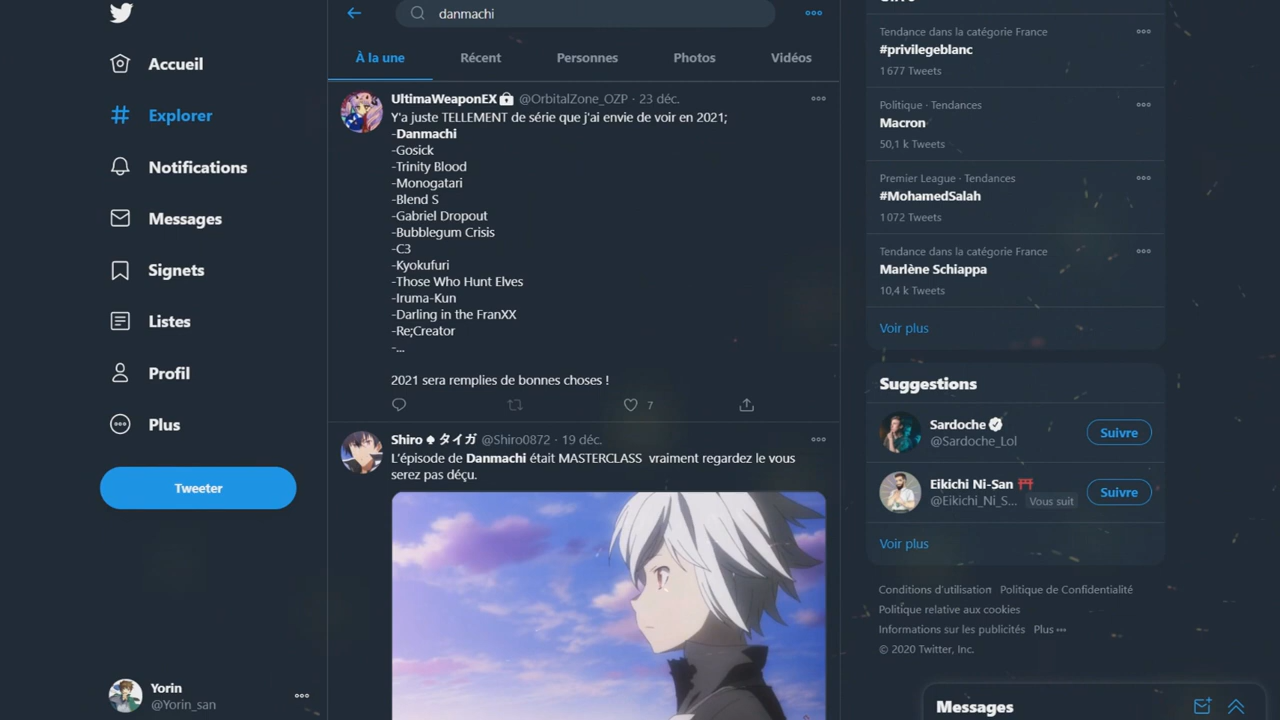 Accueil
Explorer
Notifications
Messages
Signets
Listes
Profil
Plus
Tweeter
Yorin
@Yorin_san
danmachi
À la une
Récent
Personnes
Photos
Vidéos
UltimaWeaponEX @OrbitalZone_OZP · 23 déc.
Y'a juste TELLEMENT de série que j'ai envie de voir en 2021;
-Danmachi
-Gosick
-Trinity Blood
-Monogatari
-Blend S
-Gabriel Dropout
-Bubblegum Crisis
-C3
-Kyokufuri
-Those Who Hunt Elves
-Iruma-Kun
-Darling in the FranXX
-Re;Creator
-...
2021 sera remplies de bonnes choses !
7
Shiro ♠ タイガ @Shiro0872 · 19 déc.
L'épisode de Danmachi était MASTERCLASS vraiment regardez le vous
serez pas déçu.
Tendance dans la catégorie France
#privilegeblanc
1 677 Tweets
Politique · Tendances
Macron
50,1 k Tweets
Premier League · Tendances
#MohamedSalah
1 072 Tweets
Tendance dans la catégorie France
Marlène Schiappa
10,4 k Tweets
Voir plus
Suggestions
Sardoche
@Sardoche_Lol
Suivre
Eikichi Ni-San
@Eikichi_Ni_S... Vous suit
Suivre
Voir plus
Conditions d'utilisation Politique de Confidentialité
Politique relative aux cookies
Informations sur les publicités Plus ···
© 2020 Twitter, Inc.
Messages